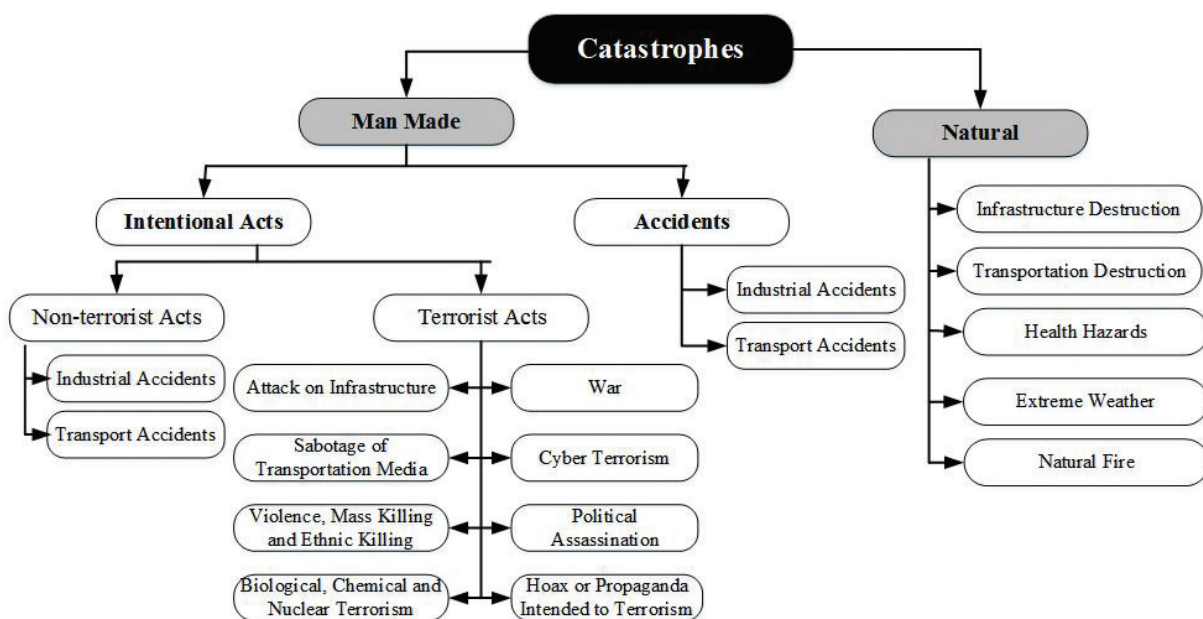 Catastrophes
Man Made
Natural
Intentional Acts
Accidents
Non-terrorist Acts
Industrial Accidents
Transport Accidents
Terrorist Acts
Attack on Infrastructure
War
Sabotage of
Transportation Media
Cyber Terrorism
Violence, Mass Killing
and Ethnic Killing
Political
Assassination
Biological, Chemical and
Nuclear Terrorism
Hoax or Propaganda
Intended to Terrorism
Industrial Accidents
Transport Accidents
Infrastructure Destruction
Transportation Destruction
Health Hazards
Extreme Weather
Natural Fire